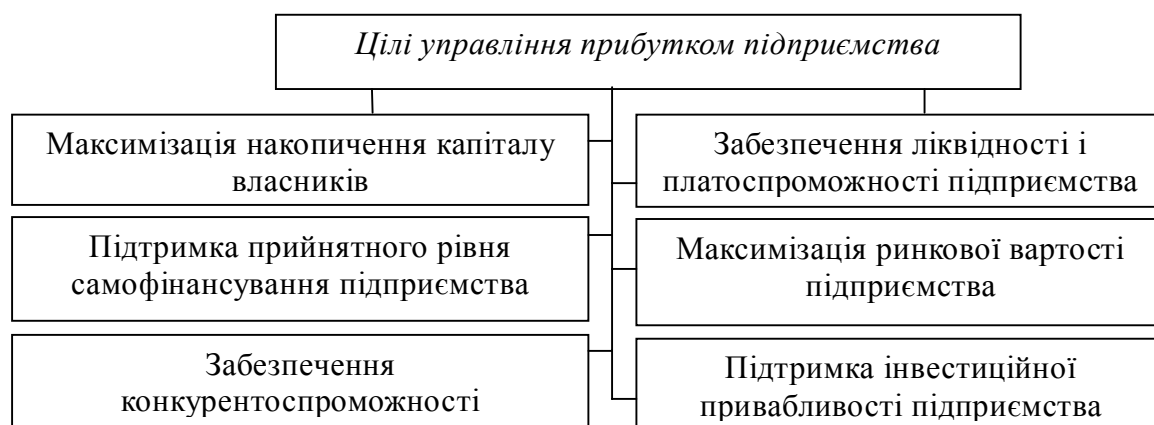 Цілі управління прибутком підприємства
Максимізація накопичення капіталу
власників
Забезпечення ліквідності і
платоспроможності підприємства
Підтримка прийнятного рівня
самофінансування підприємства
Максимізація ринкової вартості
підприємства
Забезпечення
конкурентоспроможності
Підтримка інвестиційної
привабливості підприємства